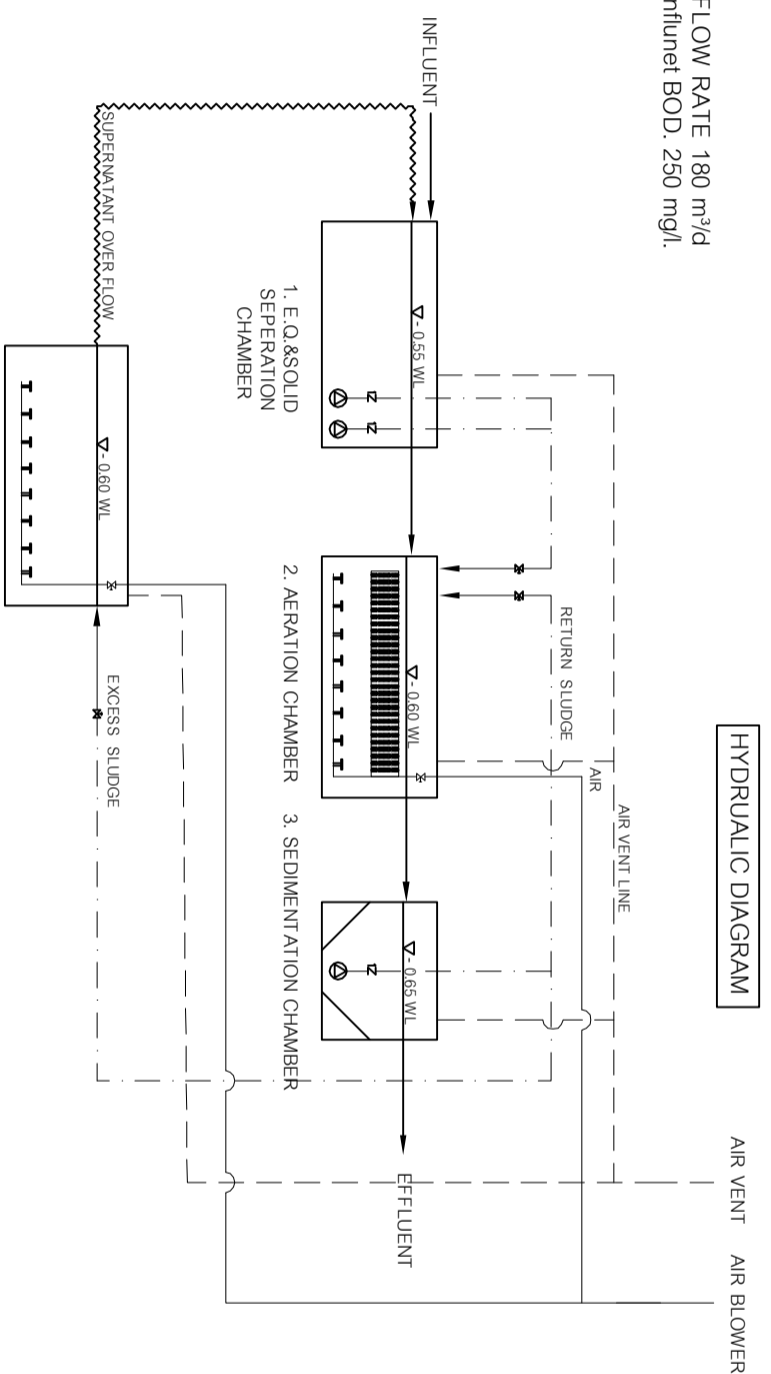 HYDRUALIC DIAGRAM
FLOW RATE 180 m³/d
nflunet BOD. 250 mg/l.
AIR VENT
AIR BLOWER
AIR VENT LINE
AIR
RETURN SLUDGE
INFLUENT
- 0.55 WL
- 0.60 WL
- 0.65 WL
EFFLUENT
1. E.Q.&SOLID
SEPERATION
CHAMBER
2. AERATION CHAMBER
3. SEDIMENTATION CHAMBER
SUPERNATANT OVER FLOW
- 0.60 WL
EXCESS SLUDGE